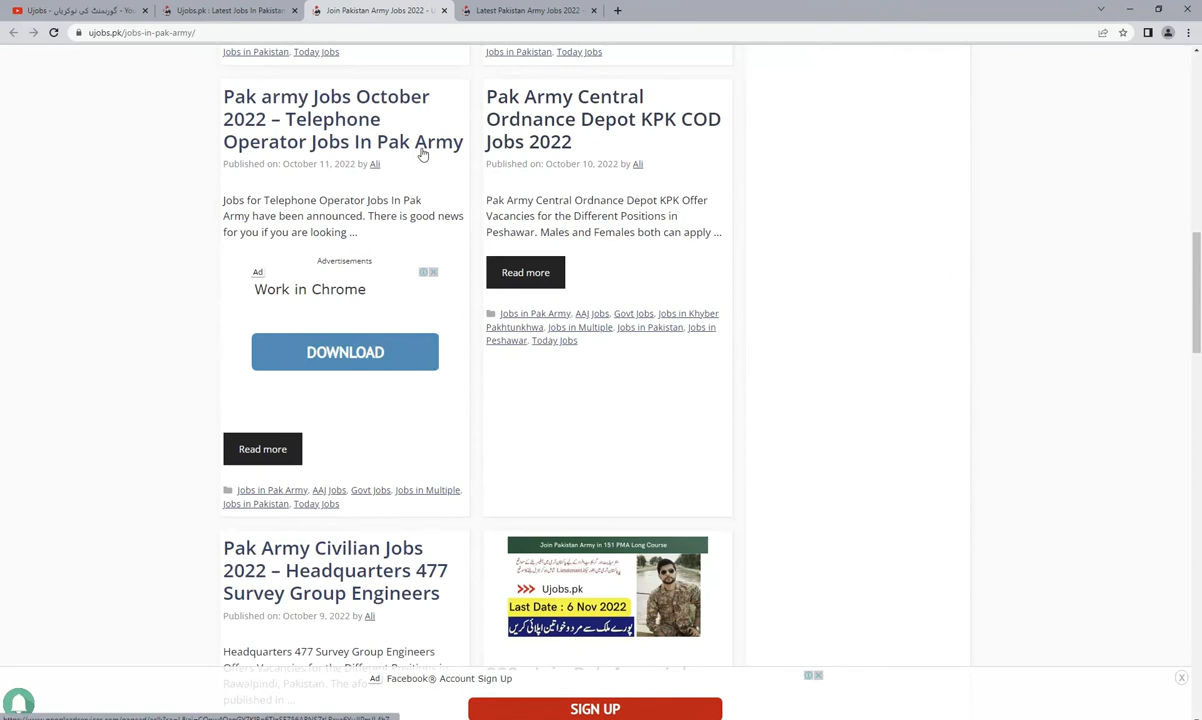 Ujobs - گورنمنٹ کی نوکریاں - You
Ujobs.pk : Latest Jobs In Pakistan
Join Pakistan Army Jobs 2022 - U
Latest Pakistan Army Jobs 2022 -
ujobs.pk/jobs-in-pak-army/
Jobs in Pakistan, Today Jobs
Jobs in Pakistan, Today Jobs
Pak army Jobs October
2022 – Telephone
Operator Jobs In Pak Army
Published on: October 11, 2022 by Ali
Jobs for Telephone Operator Jobs In Pak
Army have been announced. There is good news
for you if you are looking ...
Advertisements
Ad
Work in Chrome
DOWNLOAD
Read more
Jobs in Pak Army, AAJ Jobs, Govt Jobs, Jobs in Multiple,
Jobs in Pakistan, Today Jobs
Pak Army Central
Ordnance Depot KPK COD
Jobs 2022
Published on: October 10, 2022 by Ali
Pak Army Central Ordnance Depot KPK Offer
Vacancies for the Different Positions in
Peshawar. Males and Females both can apply ...
Read more
Jobs in Pak Army, AAJ Jobs, Govt Jobs, Jobs in Khyber
Pakhtunkhwa, Jobs in Multiple, Jobs in Pakistan, Jobs in
Peshawar, Today Jobs
Pak Army Civilian Jobs
2022 – Headquarters 477
Survey Group Engineers
Published on: October 9, 2022 by Ali
Headquarters 477 Survey Group Engineers
Offers Vacancies for the Different Positions in
Rawalpindi, Pakistan. The afo
published in ...
Join Pakistan Army in 151 PMA Long Course
>>> Ujobs.pk
Last Date : 6 Nov 2022
پورے ملک سے مرد و خواتین اپلائی کریں
Ad
Facebook® Account Sign Up
SIGN UP